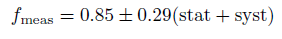 f_meas = 0.85 ± 0.29(stat + syst)